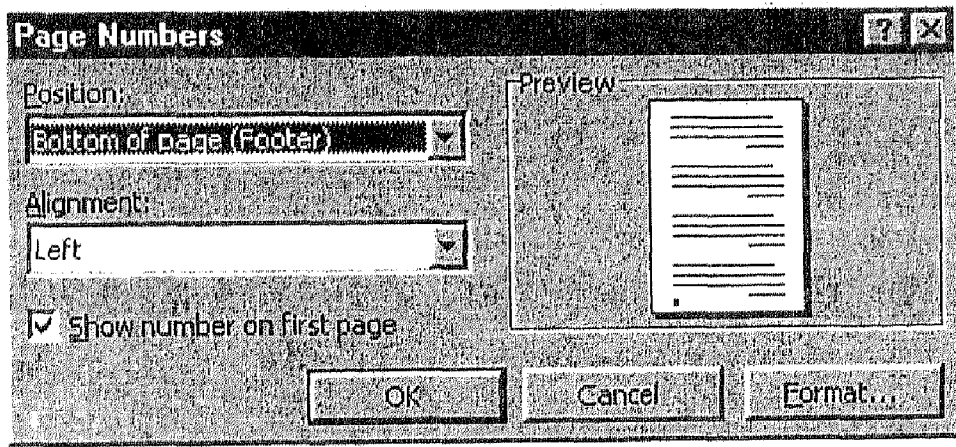 Page Numbers
Position:
Bottom of page (Footer)
Alignment:
Left
Show number on first page
Preview
OK
Cancel
Format...